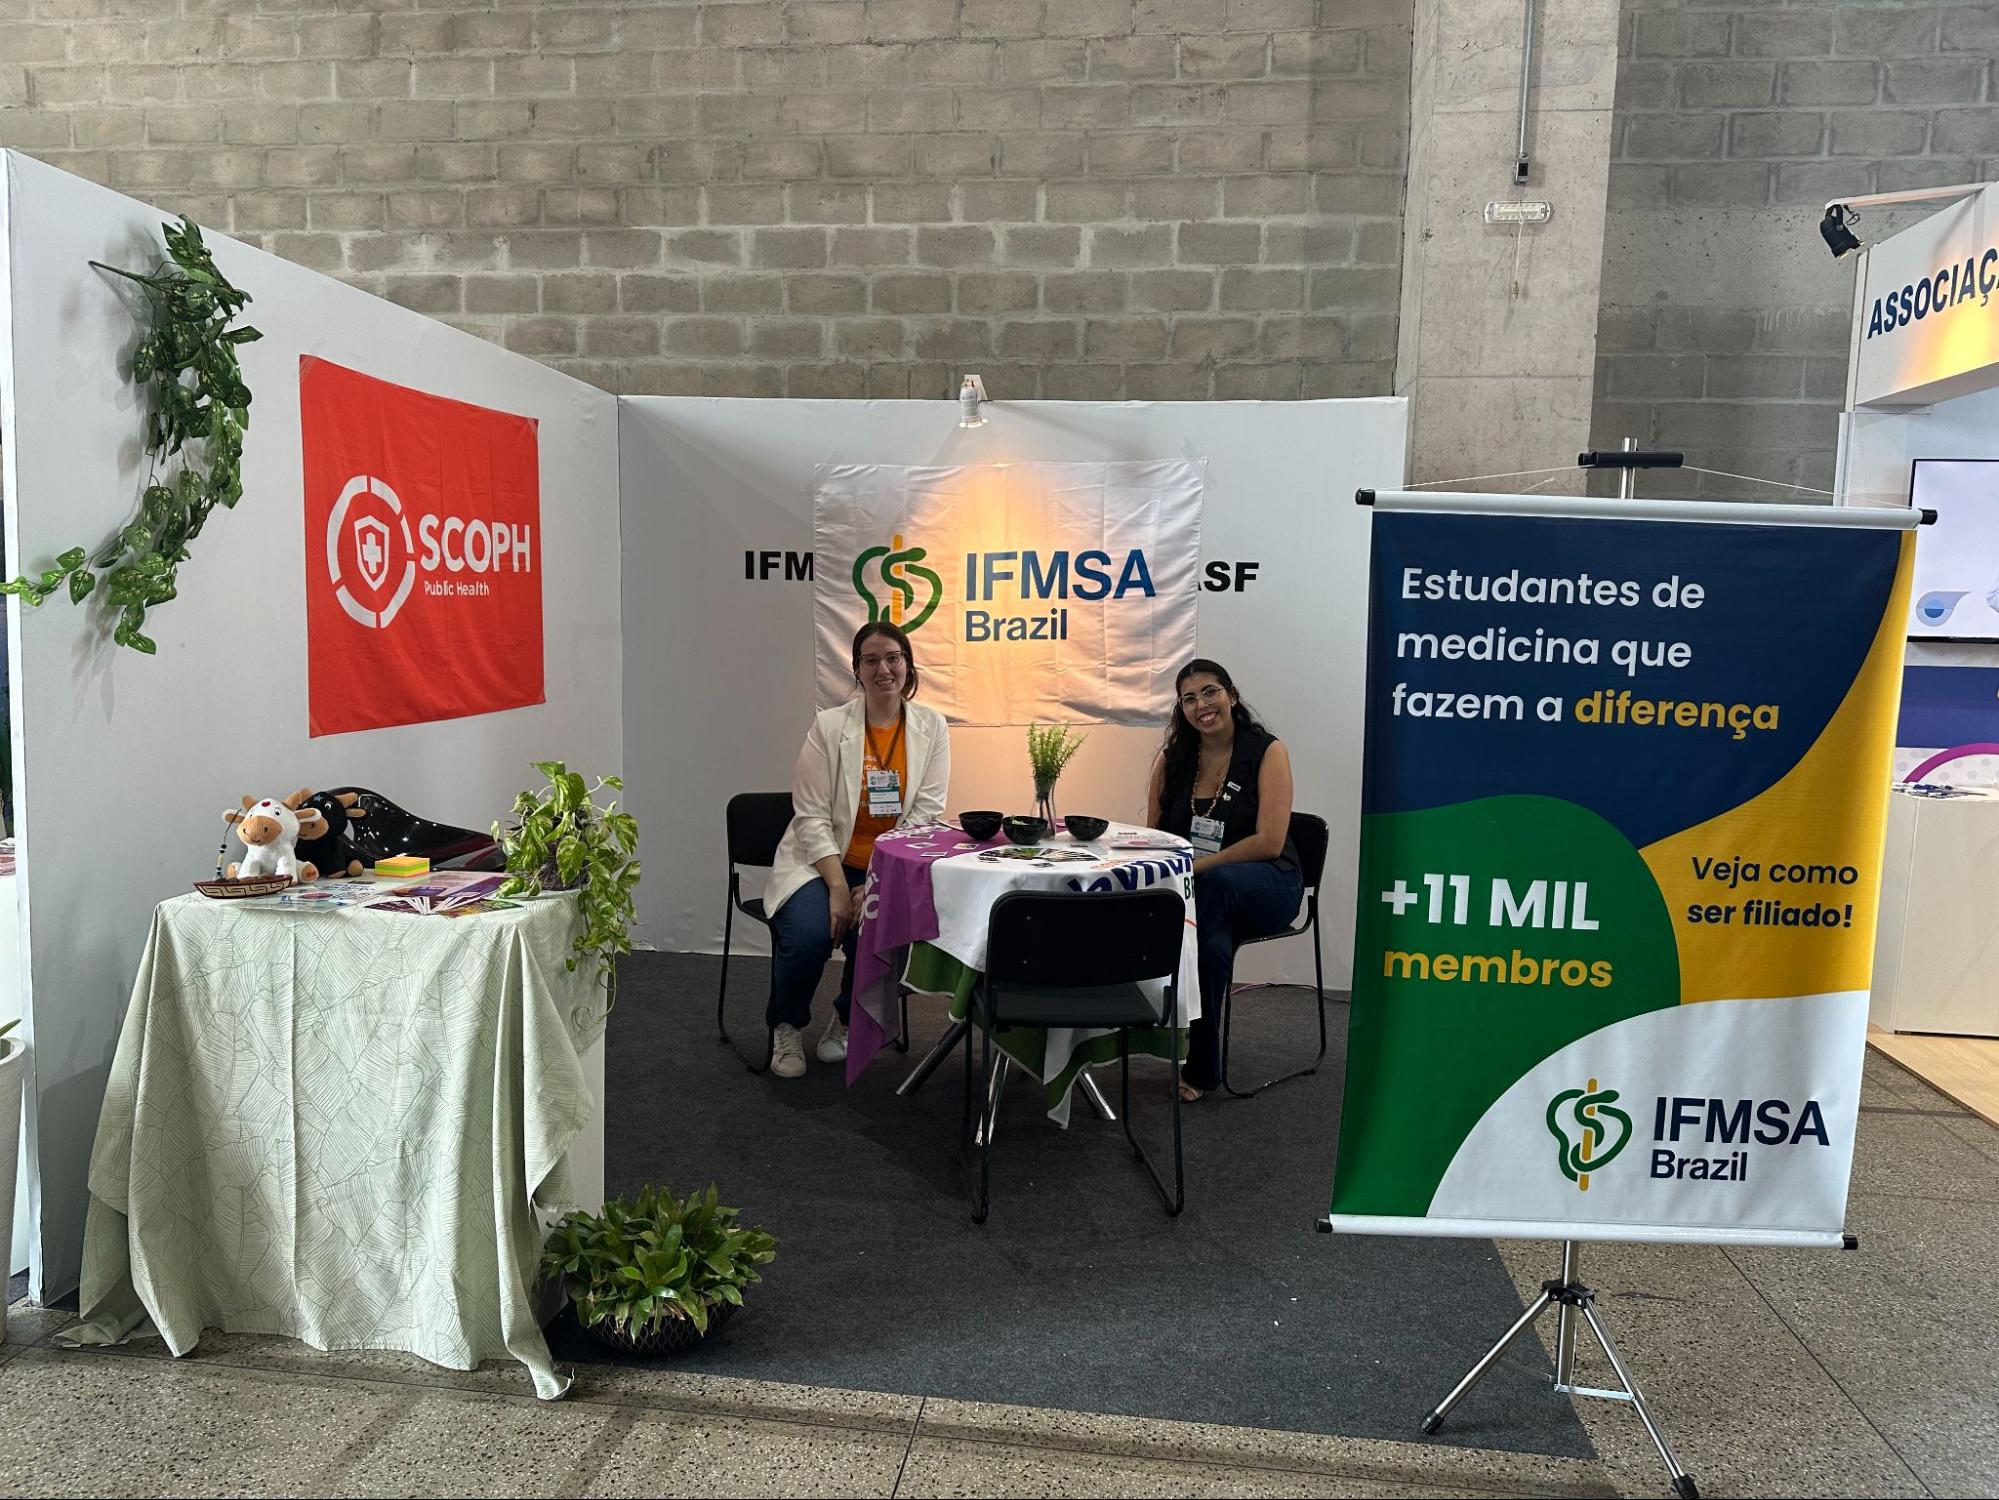 SCOPH
Public Health
IFM
ASF
IFMSA
Brazil
Estudantes de
medicina que
fazem a diferença
+11 MIL
membros
Veja como
ser filiado!
IFMSA
Brazil
ASSOCIAÇ